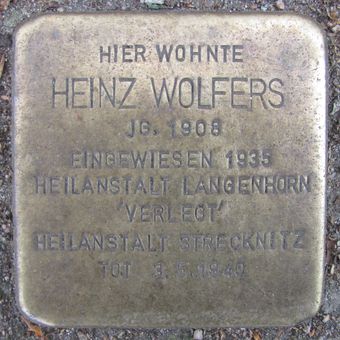 HIER WOHNTE
HEINZ WOLFERS
JG. 1908
EINGEWIESEN 1935
HEILANSTALT LANGENHORN
'VERLEGT'
HEILANSTALT STRECKNITZ
TOT 3.5.1940